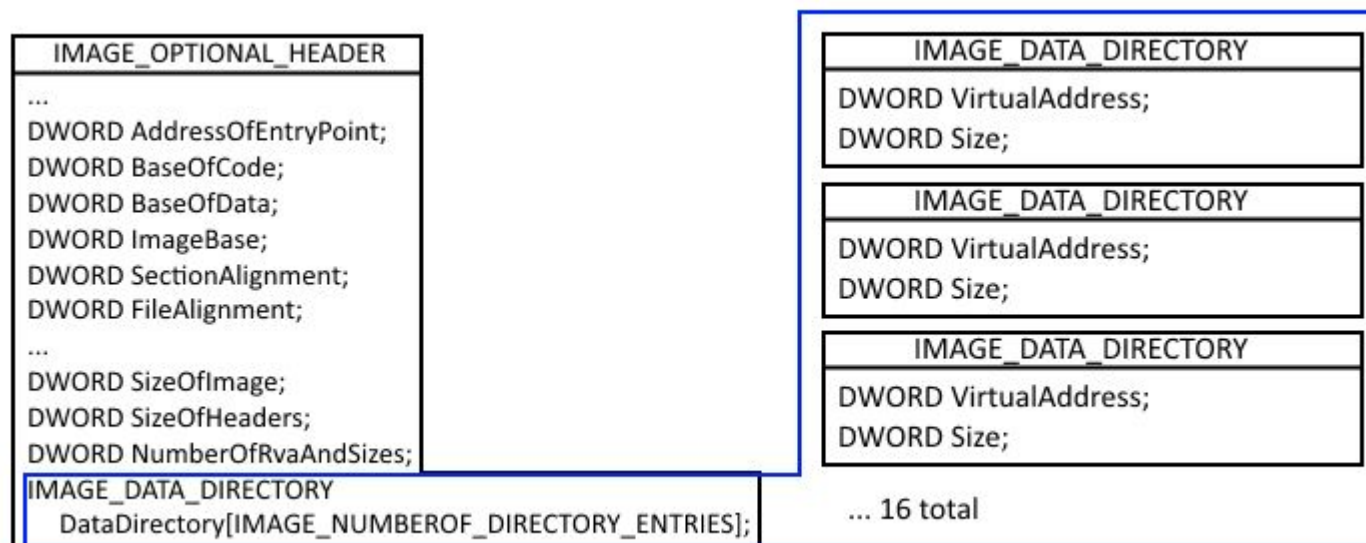 IMAGE_OPTIONAL_HEADER
...
DWORD AddressOfEntryPoint;
DWORD BaseOfCode;
DWORD BaseOfData;
DWORD ImageBase;
DWORD SectionAlignment;
DWORD FileAlignment;
...
DWORD SizeOfImage;
DWORD SizeOfHeaders;
DWORD NumberOfRvaAndSizes;
IMAGE_DATA_DIRECTORY
DataDirectory[IMAGE_NUMBEROF_DIRECTORY_ENTRIES];
IMAGE_DATA_DIRECTORY
DWORD VirtualAddress;
DWORD Size;
IMAGE_DATA_DIRECTORY
DWORD VirtualAddress;
DWORD Size;
IMAGE_DATA_DIRECTORY
DWORD VirtualAddress;
DWORD Size;
... 16 total